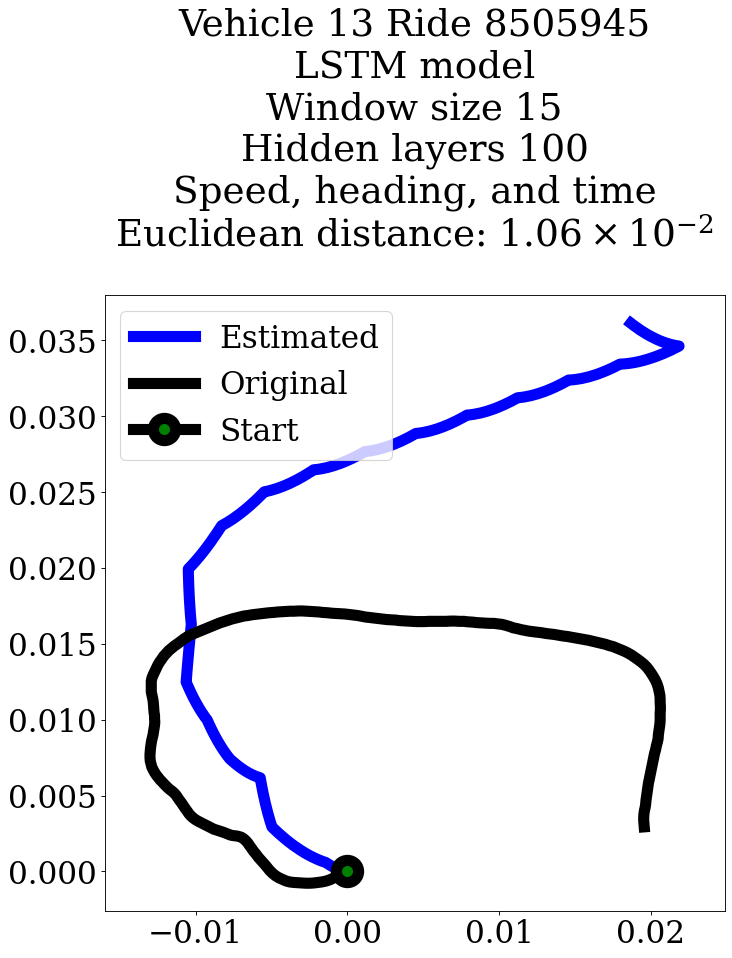 Vehicle 13 Ride 8505945
LSTM model
Window size 15
Hidden layers 100
Speed, heading, and time
Euclidean distance: 1.06 × 10⁻²
Estimated
Original
Start
0.035
0.030
0.025
0.020
0.015
0.010
0.005
0.000
−0.01 0.00 0.01 0.02